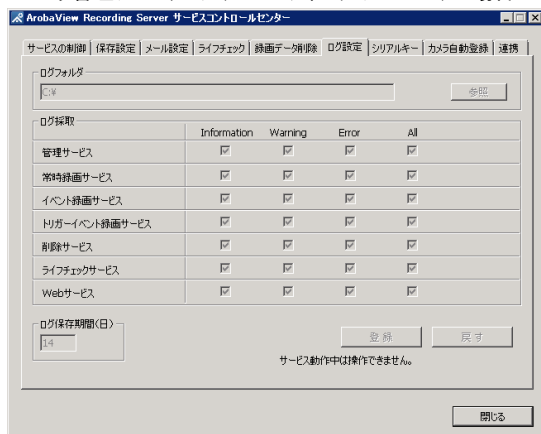 ArobaView Recording Server サービスコントロールセンター
サービスの制御 保存設定 メール設定 ライフチェック 録画データ削除 ログ設定 シリアルキー カメラ自動登録 連携
ログフォルダ
C:¥ 参照
ログ採取
Information Warning Error All
管理サービス
常時録画サービス
イベント録画サービス
トリガーイベント録画サービス
削除サービス
ライフチェックサービス
Webサービス
ログ保存期間(日)
14 登録 戻す
サービス動作中は操作できません。
閉じる